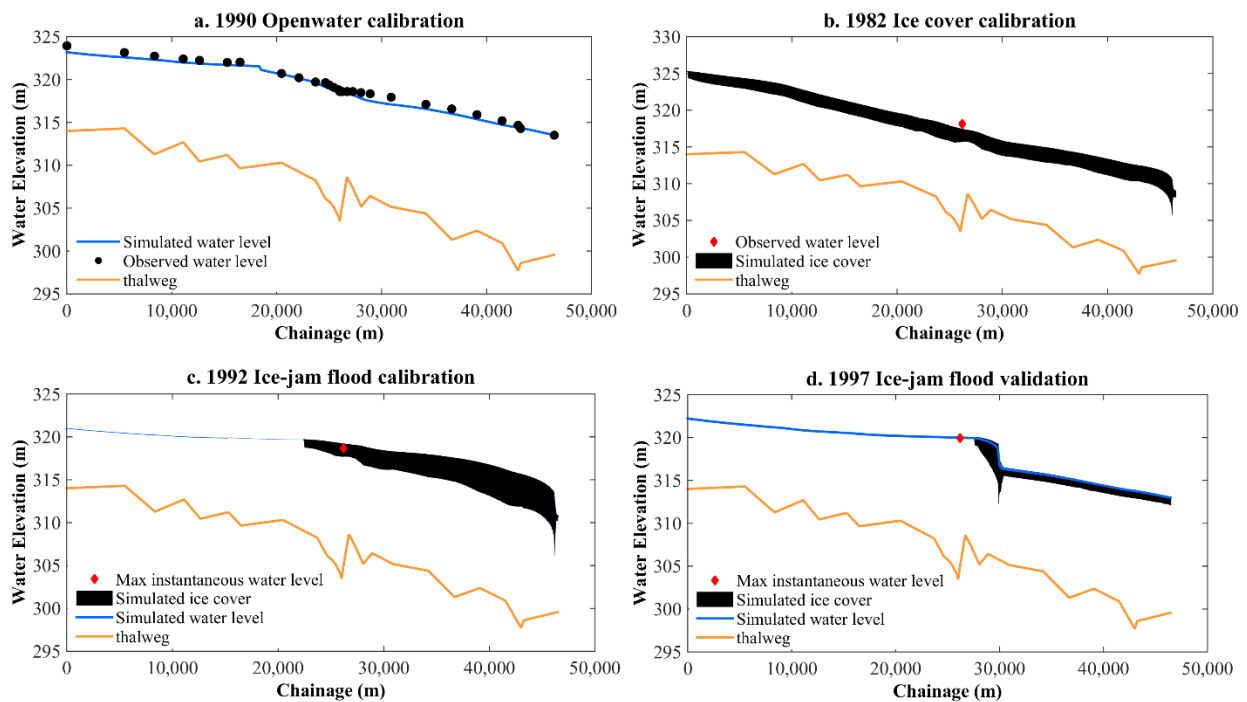 a. 1990 Openwater calibration
Water Elevation (m)
325
320
315
310
305
300
295
Simulated water level
Observed water level
thalweg
0 10,000 20,000 30,000 40,000 50,000
Chainage (m)
b. 1982 Ice cover calibration
Water Elevation (m)
330
325
320
315
310
305
300
295
Observed water level
Simulated ice cover
thalweg
0 10,000 20,000 30,000 40,000 50,000
Chainage (m)
c. 1992 Ice-jam flood calibration
Water Elevation (m)
325
320
315
310
305
300
295
Max instantaneous water level
Simulated ice cover
Simulated water level
thalweg
0 10,000 20,000 30,000 40,000 50,000
Chainage (m)
d. 1997 Ice-jam flood validation
Water Elevation (m)
325
320
315
310
305
300
295
Max instantaneous water level
Simulated ice cover
Simulated water level
thalweg
0 10,000 20,000 30,000 40,000 50,000
Chainage (m)